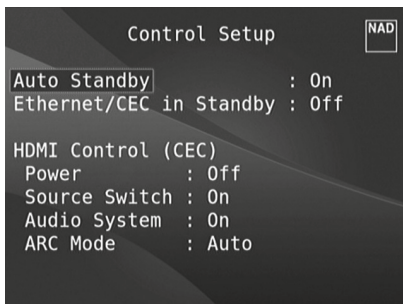 Control Setup
NAD
Auto Standby : On
Ethernet/CEC in Standby : Off
HDMI Control (CEC)
Power : Off
Source Switch : On
Audio System : On
ARC Mode : Auto